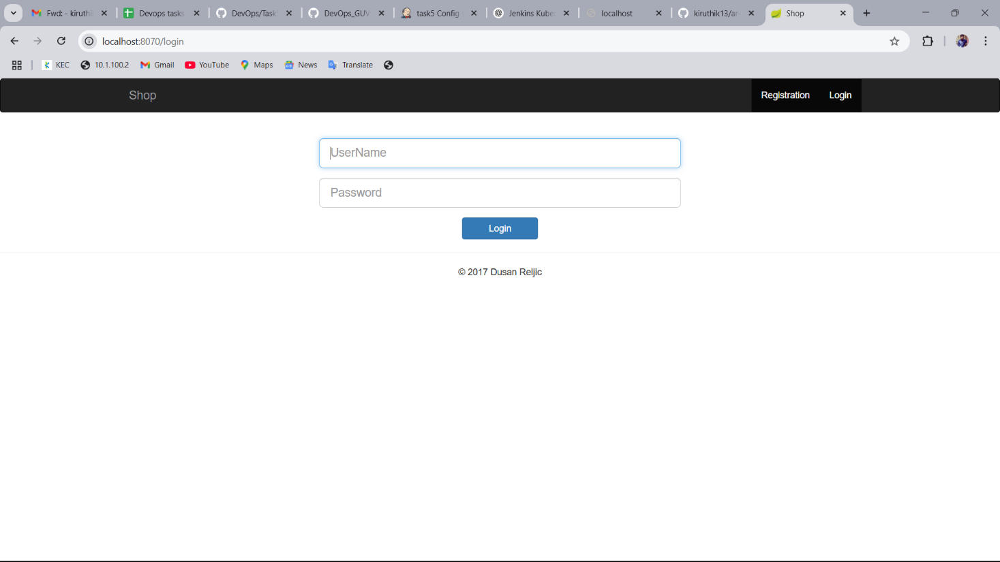 Fwd: - kiruthi
Devops tasks
DevOps/Task
DevOps_GUV
task5 Config
Jenkins Kube
localhost
kiruthik13/ar-
Shop
localhost:8070/login
KEC
10.1.100.2
Gmail
YouTube
Maps
News
Translate
Shop
Registration
Login
UserName
Password
Login
© 2017 Dusan Reljic